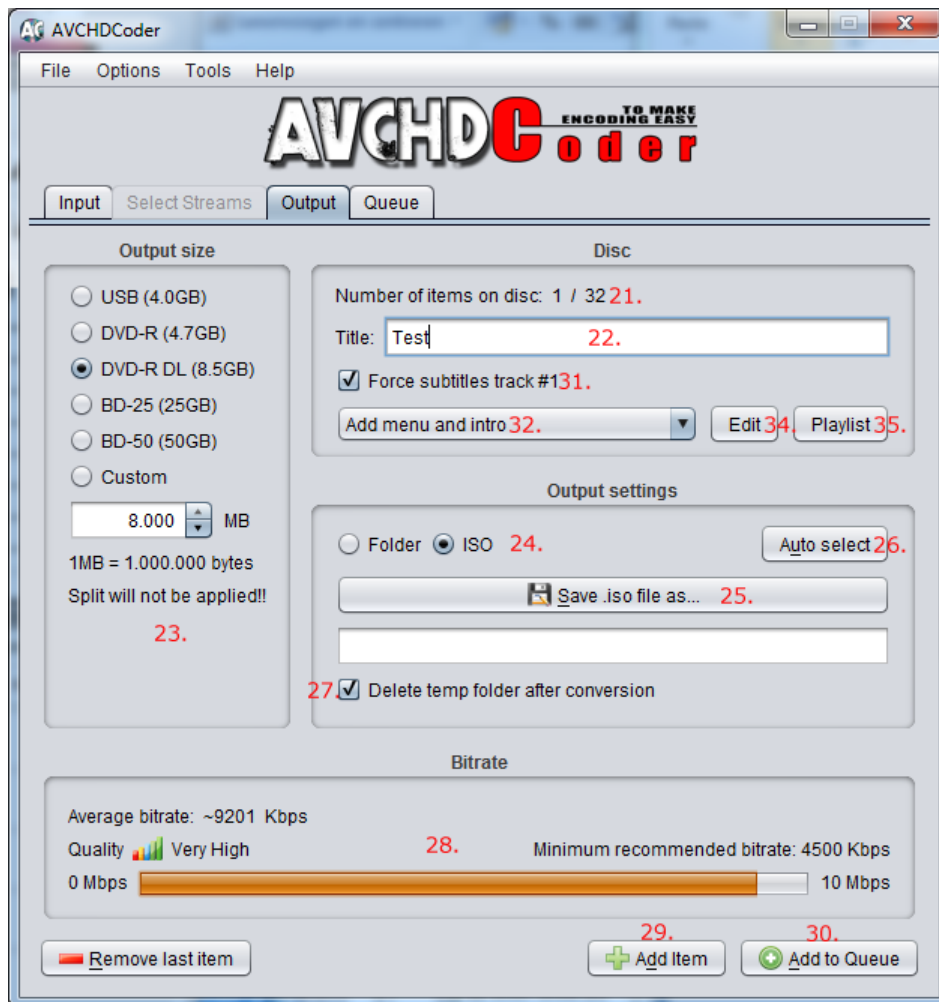 AVCHDCoder
File Options Tools Help
AVCHDCoder TO MAKE ENCODING EASY
Input Select Streams Output Queue
Output size
USB (4.0GB)
DVD-R (4.7GB)
DVD-R DL (8.5GB)
BD-25 (25GB)
BD-50 (50GB)
Custom
8.000 MB
1MB = 1.000.000 bytes
Split will not be applied!!
23.
Disc
Number of items on disc: 1 / 32 21.
Title: Test 22.
Force subtitles track #1 31.
Add menu and intro 32. Edit 34. Playlist 35.
Output settings
Folder ISO 24. Auto select 26.
Save .iso file as... 25.
27. Delete temp folder after conversion
Bitrate
Average bitrate: ~9201 Kbps
Quality Very High 28. Minimum recommended bitrate: 4500 Kbps
0 Mbps 10 Mbps
29. 30.
Remove last item Add Item Add to Queue